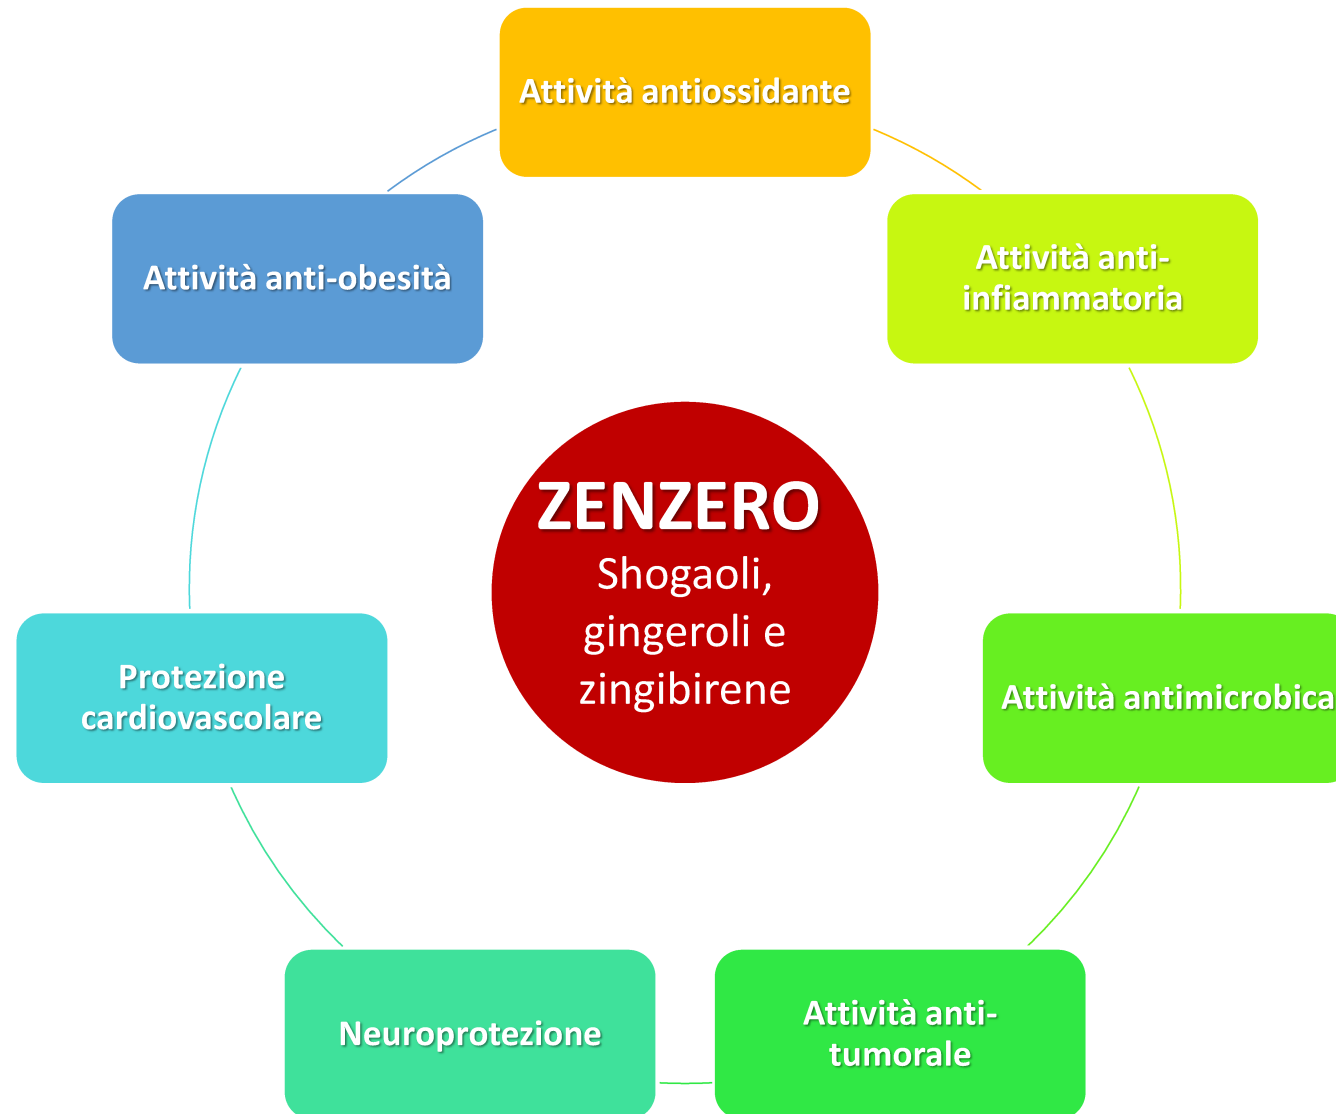 Attività antiossidante
Attività anti-
infiammatoria
Attività antimicrobica
Attività anti-
tumorale
Neuroprotezione
Protezione
cardiovascolare
Attività anti-obesità
ZENZERO
Shogaoli,
gingeroli e
zingibirene